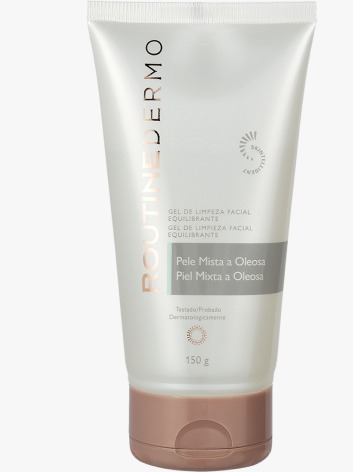 ROUTINEDERMO
SKINTELLIGENT
GEL DE LIMPEZA FACIAL
EQUILIBRANTE
GEL DE LIMPIEZA FACIAL
EQUILIBRANTE
Pele Mista a Oleosa
Piel Mixta a Oleosa
Testado/Probado
Dermatologicamente
150 g